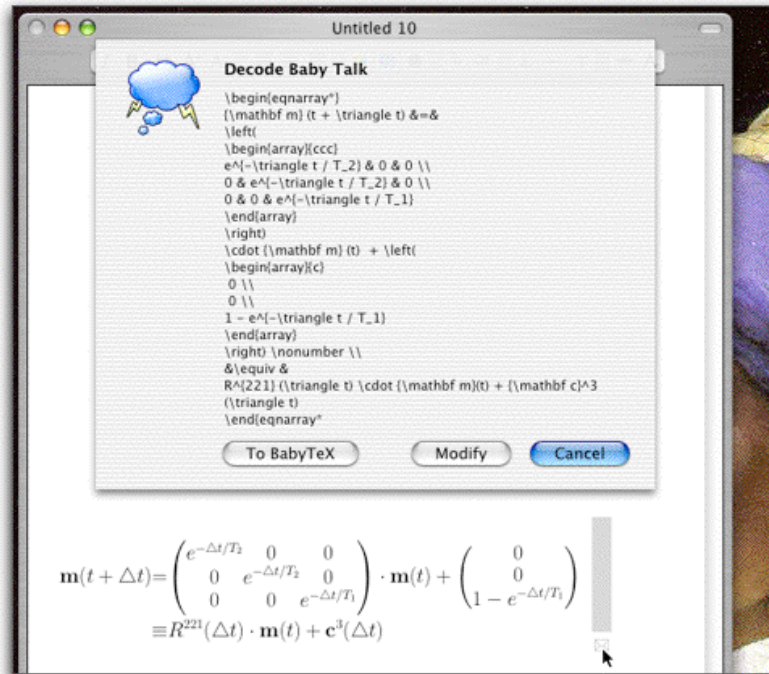 Untitled 10
Decode Baby Talk
\begin{eqnarray*}
{\mathbf m} (t + \triangle t) &=&
\left(
\begin{array}{ccc}
e^{-\triangle t / T_2} & 0 & 0 \\
0 & e^{-\triangle t / T_2} & 0 \\
0 & 0 & e^{-\triangle t / T_1}
\end{array}
\right)
\cdot {\mathbf m} (t)  + \left(
\begin{array}{c}
0 \\
0 \\
1 - e^{-\triangle t / T_1}
\end{array}
\right) \nonumber \\
&\equiv &
R^{221} (\triangle t) \cdot {\mathbf m}(t) + {\mathbf c}^3
(\triangle t)
\end{eqnarray*
To BabyTeX Modify Cancel
e^{-△t/T₂} 0 0 0
m(t + △t)= 0 e^{-△t/T₂} 0 · m(t) + 0
0 0 e^{-△t/T₁} 1 − e^{-△t/T₁}
≡R²²¹(△t) · m(t) + c³(△t)